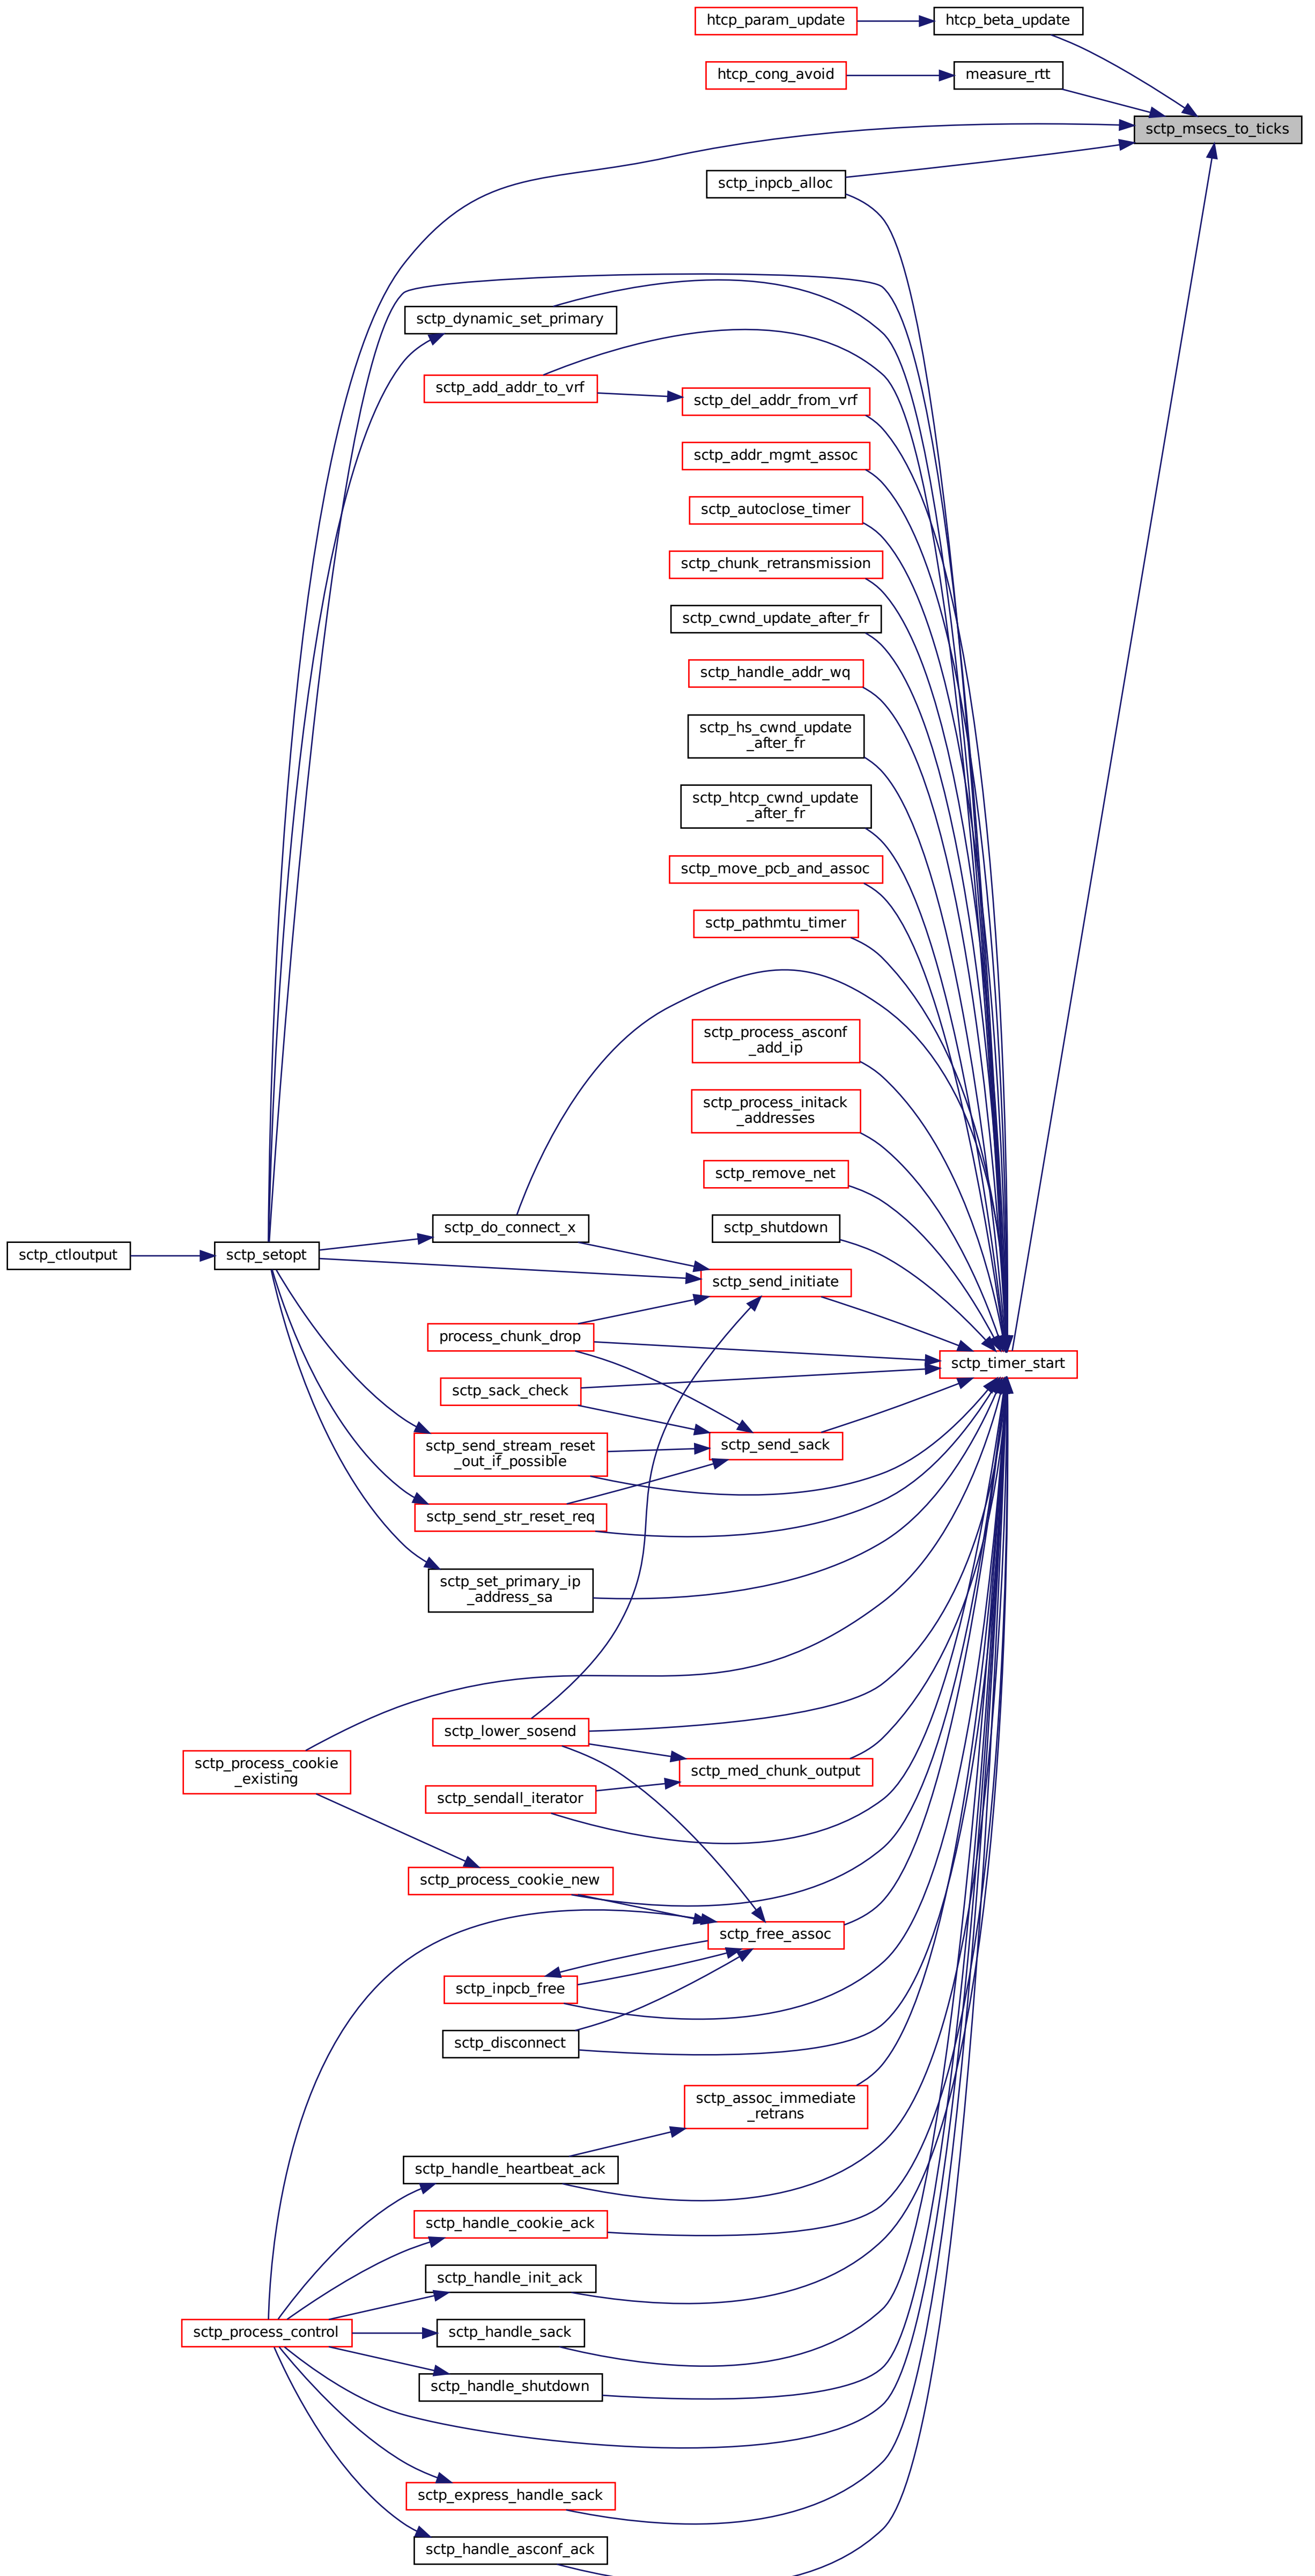 htcp_param_update
htcp_beta_update
htcp_cong_avoid
measure_rtt
sctp_msecs_to_ticks
sctp_inpcb_alloc
sctp_dynamic_set_primary
sctp_add_addr_to_vrf
sctp_del_addr_from_vrf
sctp_addr_mgmt_assoc
sctp_autoclose_timer
sctp_chunk_retransmission
sctp_cwnd_update_after_fr
sctp_handle_addr_wq
sctp_hs_cwnd_update
_after_fr
sctp_htcp_cwnd_update
_after_fr
sctp_move_pcb_and_assoc
sctp_pathmtu_timer
sctp_process_asconf
_add_ip
sctp_process_initack
_addresses
sctp_remove_net
sctp_shutdown
sctp_do_connect_x
sctp_ctloutput
sctp_setopt
sctp_send_initiate
process_chunk_drop
sctp_timer_start
sctp_sack_check
sctp_send_sack
sctp_send_stream_reset
_out_if_possible
sctp_send_str_reset_req
sctp_set_primary_ip
_address_sa
sctp_lower_sosend
sctp_process_cookie
_existing
sctp_med_chunk_output
sctp_sendall_iterator
sctp_process_cookie_new
sctp_free_assoc
sctp_inpcb_free
sctp_disconnect
sctp_assoc_immediate
_retrans
sctp_handle_heartbeat_ack
sctp_handle_cookie_ack
sctp_handle_init_ack
sctp_process_control
sctp_handle_sack
sctp_handle_shutdown
sctp_express_handle_sack
sctp_handle_asconf_ack